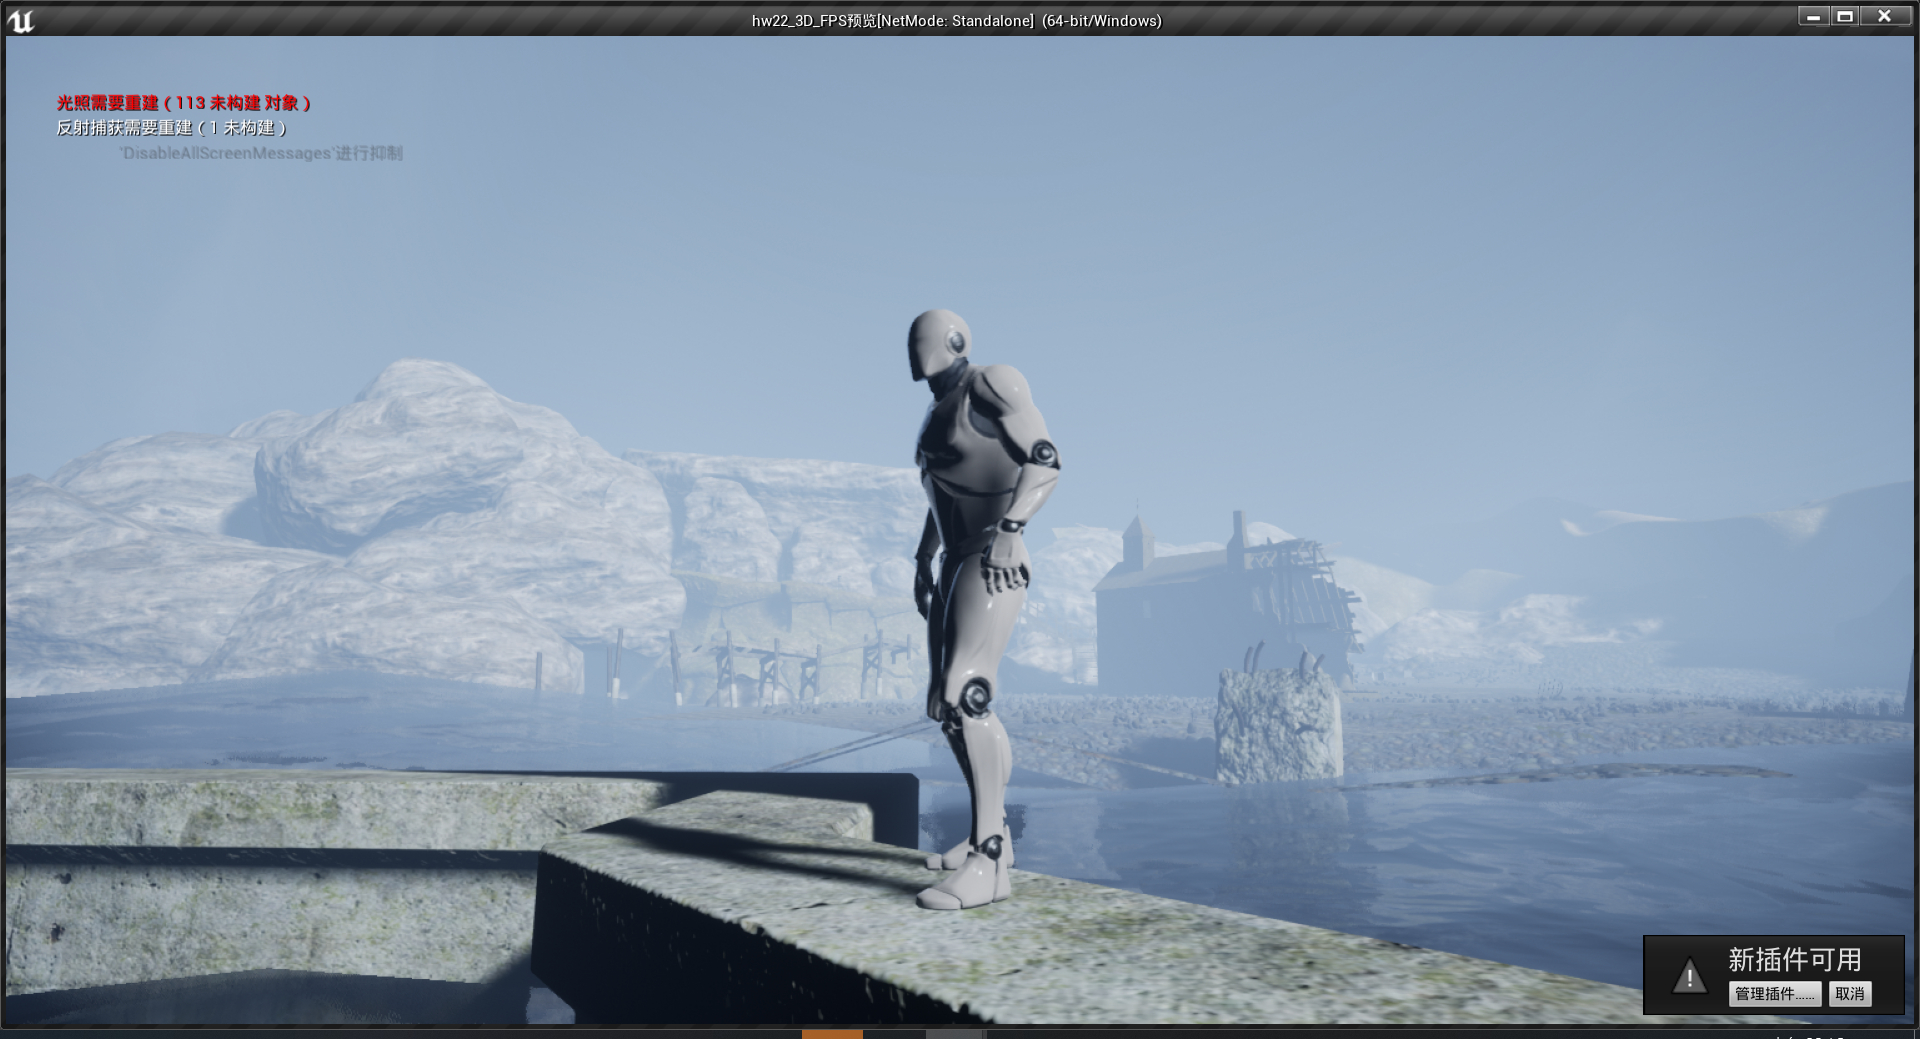 hw22_3D_FPS预览[NetMode: Standalone] (64-bit/Windows)
光照需要重建 ( 113 未构建 对象 )
反射捕获需要重建 ( 1 未构建 )
'DisableAllScreenMessages'进行抑制
新插件可用
管理插件......
取消